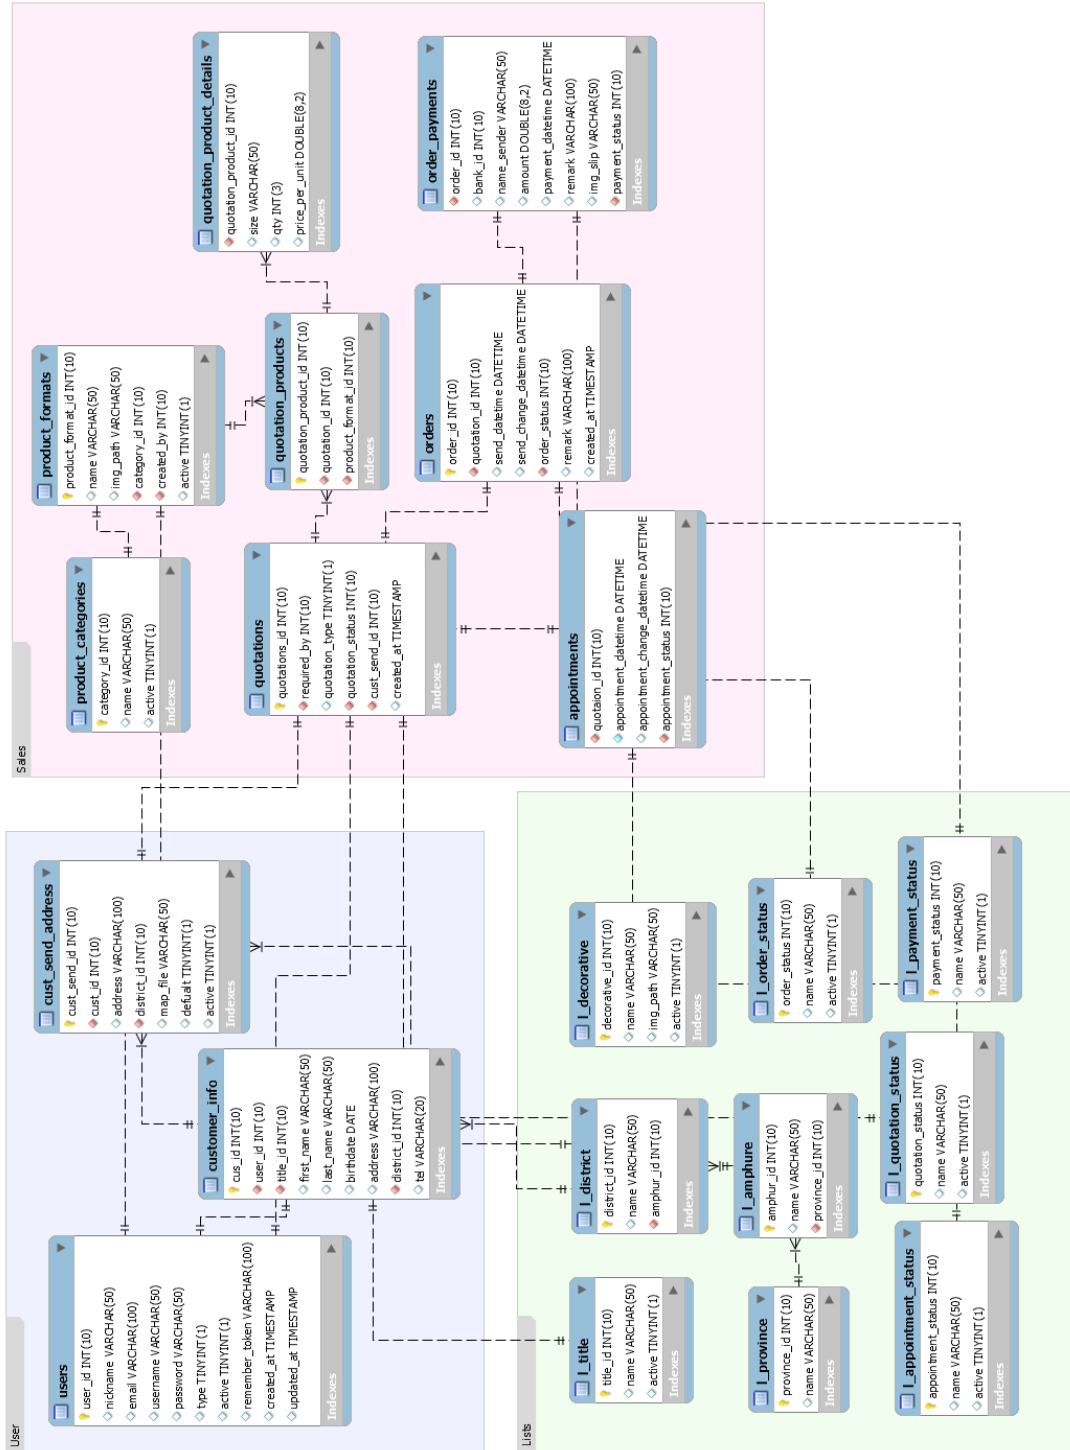 User
users
user_id INT(10)
nickname VARCHAR(50)
email VARCHAR(100)
username VARCHAR(50)
password VARCHAR(50)
type TINYINT(1)
active TINYINT(1)
remember_token VARCHAR(100)
created_at TIMESTAMP
updated_at TIMESTAMP
Indexes
customer_info
cus_id INT(10)
user_id INT(10)
title_id INT(10)
first_name VARCHAR(50)
last_name VARCHAR(50)
birthdate DATE
address VARCHAR(100)
district_id INT(10)
tel VARCHAR(20)
Indexes
cust_send_address
cust_send_id INT(10)
cust_id INT(10)
address VARCHAR(100)
district_id INT(10)
map_file VARCHAR(50)
defualt TINYINT(1)
active TINYINT(1)
Indexes
Sales
product_categories
category_id INT(10)
name VARCHAR(50)
active TINYINT(1)
Indexes
product_formats
product_format_id INT(10)
name VARCHAR(50)
img_path VARCHAR(50)
category_id INT(10)
created_by INT(10)
active TINYINT(1)
Indexes
quotation_product_details
quotation_product_id INT(10)
size VARCHAR(50)
qty INT(3)
price_per_unit DOUBLE(8,2)
Indexes
quotation_products
quotation_product_id INT(10)
quotation_id INT(10)
product_format_id INT(10)
Indexes
quotations
quotations_id INT(10)
required_by INT(10)
quotation_type TINYINT(1)
quotation_status INT(10)
cust_send_id INT(10)
created_at TIMESTAMP
Indexes
orders
order_id INT(10)
quotation_id INT(10)
send_datetime DATETIME
send_change_datetime DATETIME
order_status INT(10)
remark VARCHAR(100)
created_at TIMESTAMP
Indexes
order_payments
order_id INT(10)
bank_id INT(10)
name_sender VARCHAR(50)
amount DOUBLE(8,2)
payment_datetime DATETIME
remark VARCHAR(100)
img_slip VARCHAR(50)
payment_status INT(10)
Indexes
appointments
quotaion_id INT(10)
appointment_datetime DATETIME
appointment_change_datetime DATETIME
appointment_status INT(10)
Indexes
Lists
l_title
title_id INT(10)
name VARCHAR(50)
active TINYINT(1)
Indexes
l_district
district_id INT(10)
name VARCHAR(50)
amphur_id INT(10)
Indexes
l_decorative
decorative_id INT(10)
name VARCHAR(50)
img_path VARCHAR(50)
active TINYINT(1)
Indexes
l_province
province_id INT(10)
name VARCHAR(50)
Indexes
l_amphure
amphur_id INT(10)
name VARCHAR(50)
province_id INT(10)
Indexes
l_order_status
order_status INT(10)
name VARCHAR(50)
active TINYINT(1)
Indexes
l_appointment_status
appointment_status INT(10)
name VARCHAR(50)
active TINYINT(1)
Indexes
l_quotation_status
quotation_status INT(10)
name VARCHAR(50)
active TINYINT(1)
Indexes
l_payment_status
payment_status INT(10)
name VARCHAR(50)
active TINYINT(1)
Indexes